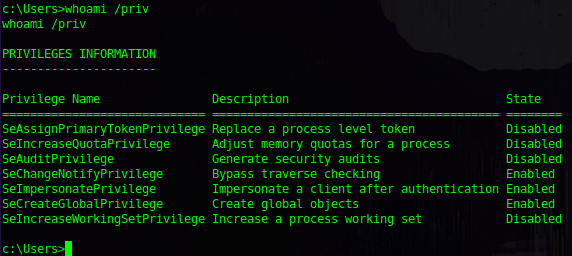 c:\Users>whoami /priv
whoami /priv
PRIVILEGES INFORMATION
----------------------
Privilege Name                Description                               State
============================= ========================================= ========
SeAssignPrimaryTokenPrivilege Replace a process level token             Disabled
SeIncreaseQuotaPrivilege      Adjust memory quotas for a process        Disabled
SeAuditPrivilege              Generate security audits                  Disabled
SeChangeNotifyPrivilege       Bypass traverse checking                  Enabled
SeImpersonatePrivilege        Impersonate a client after authentication Enabled
SeCreateGlobalPrivilege       Create global objects                     Enabled
SeIncreaseWorkingSetPrivilege Increase a process working set            Disabled
c:\Users>